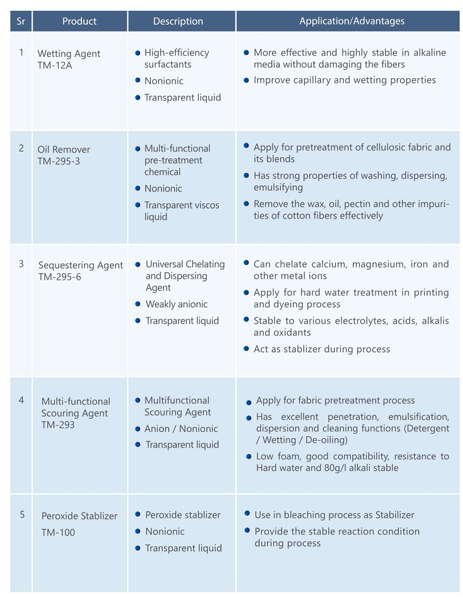 Sr Product Description Application/Advantages
1
Wetting Agent
TM-12A
High-efficiency
surfactants
Nonionic
Transparent liquid
More effective and highly stable in alkaline
media without damaging the fibers
Improve capillary and wetting properties
2
Oil Remover
TM-295-3
Multi-functional
pre-treatment
chemical
Nonionic
Transparent viscos
liquid
Apply for pretreatment of cellulosic fabric and
its blends
Has strong properties of washing, dispersing,
emulsifying
Remove the wax, oil, pectin and other impuri-
ties of cotton fibers effectively
3
Sequestering Agent
TM-295-6
Universal Chelating
and Dispersing
Agent
Weakly anionic
Transparent liquid
Can chelate calcium, magnesium, iron and
other metal ions
Apply for hard water treatment in printing
and dyeing process
Stable to various electrolytes, acids, alkalis
and oxidants
Act as stablizer during process
4
Multi-functional
Scouring Agent
TM-293
Multifunctional
Scouring Agent
Anion / Nonionic
Transparent liquid
Apply for fabric pretreatment process
Has excellent penetration, emulsification,
dispersion and cleaning functions (Detergent
/ Wetting / De-oiling)
Low foam, good compatibility, resistance to
Hard water and 80g/l alkali stable
5
Peroxide Stablizer
TM-100
Peroxide stablizer
Nonionic
Transparent liquid
Use in bleaching process as Stabilizer
Provide the stable reaction condition
during process